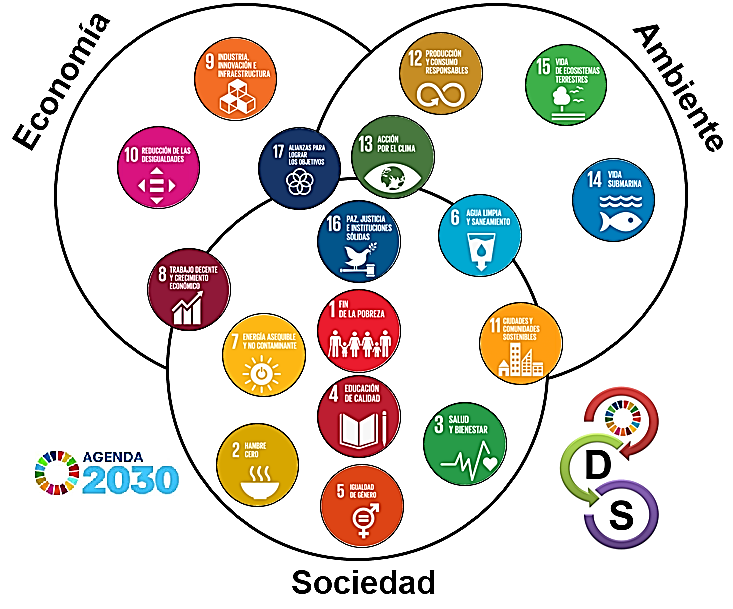 Economía
Ambiente
9 INDUSTRIA,
INNOVACIÓN E
INFRAESTRUCTURA
12 PRODUCCIÓN
Y CONSUMO
RESPONSABLES
15 VIDA
DE ECOSISTEMAS
TERRESTRES
10 REDUCCIÓN DE LAS
DESIGUALDADES
17 ALIANZAS PARA
LOGRAR
LOS OBJETIVOS
13 ACCIÓN
POR EL CLIMA
14 VIDA
SUBMARINA
16 PAZ, JUSTICIA
E INSTITUCIONES
SÓLIDAS
6 AGUA LIMPIA
Y SANEAMIENTO
8 TRABAJO DECENTE
Y CRECIMIENTO
ECONÓMICO
1 FIN
DE LA POBREZA
7 ENERGÍA ASEQUIBLE
Y NO CONTAMINANTE
11 CIUDADES Y
COMUNIDADES
SOSTENIBLES
4 EDUCACIÓN
DE CALIDAD
2 HAMBRE
CERO
3 SALUD
Y BIENESTAR
5 IGUALDAD
DE GÉNERO
AGENDA
2030
D
S
Sociedad